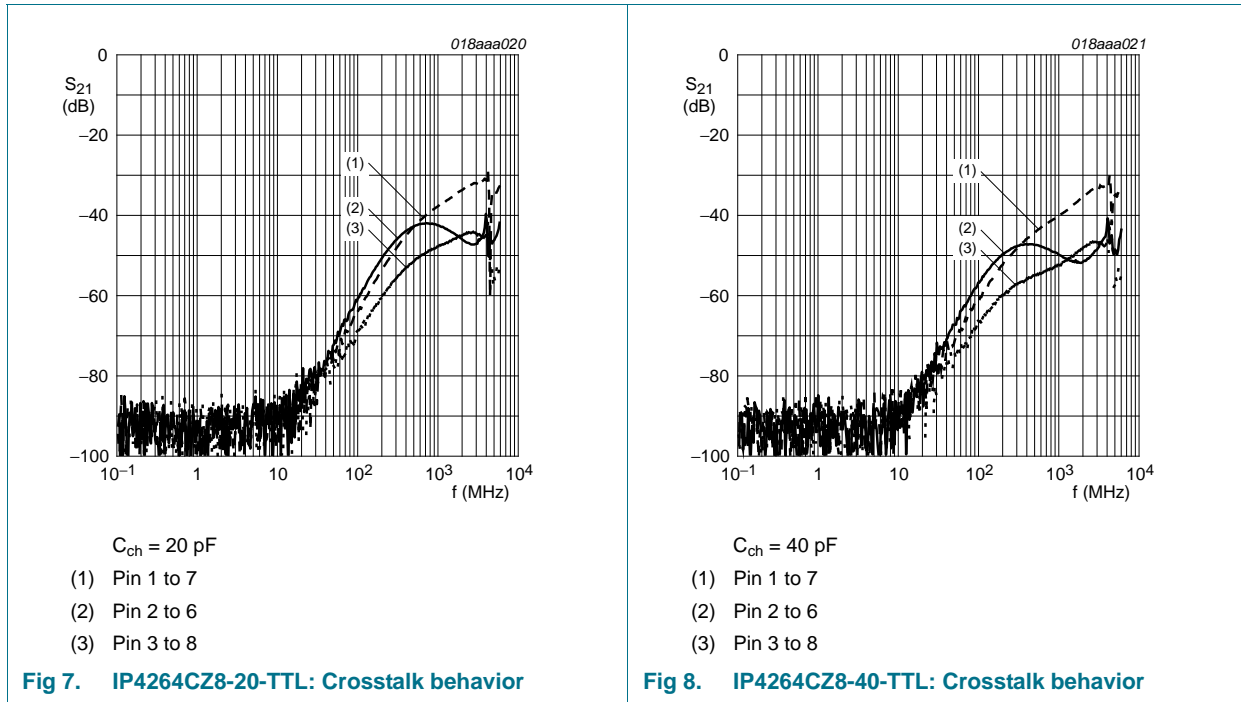 018aaa020
0
S21
(dB)
−20
−40
−60
−80
−100
(1)
(2)
(3)
10−1
1
10
102
103
104
f (MHz)
Cch = 20 pF
(1) Pin 1 to 7
(2) Pin 2 to 6
(3) Pin 3 to 8
Fig 7. IP4264CZ8-20-TTL: Crosstalk behavior
018aaa021
0
S21
(dB)
−20
−40
−60
−80
−100
(1)
(2)
(3)
10−1
1
10
102
103
104
f (MHz)
Cch = 40 pF
(1) Pin 1 to 7
(2) Pin 2 to 6
(3) Pin 3 to 8
Fig 8. IP4264CZ8-40-TTL: Crosstalk behavior